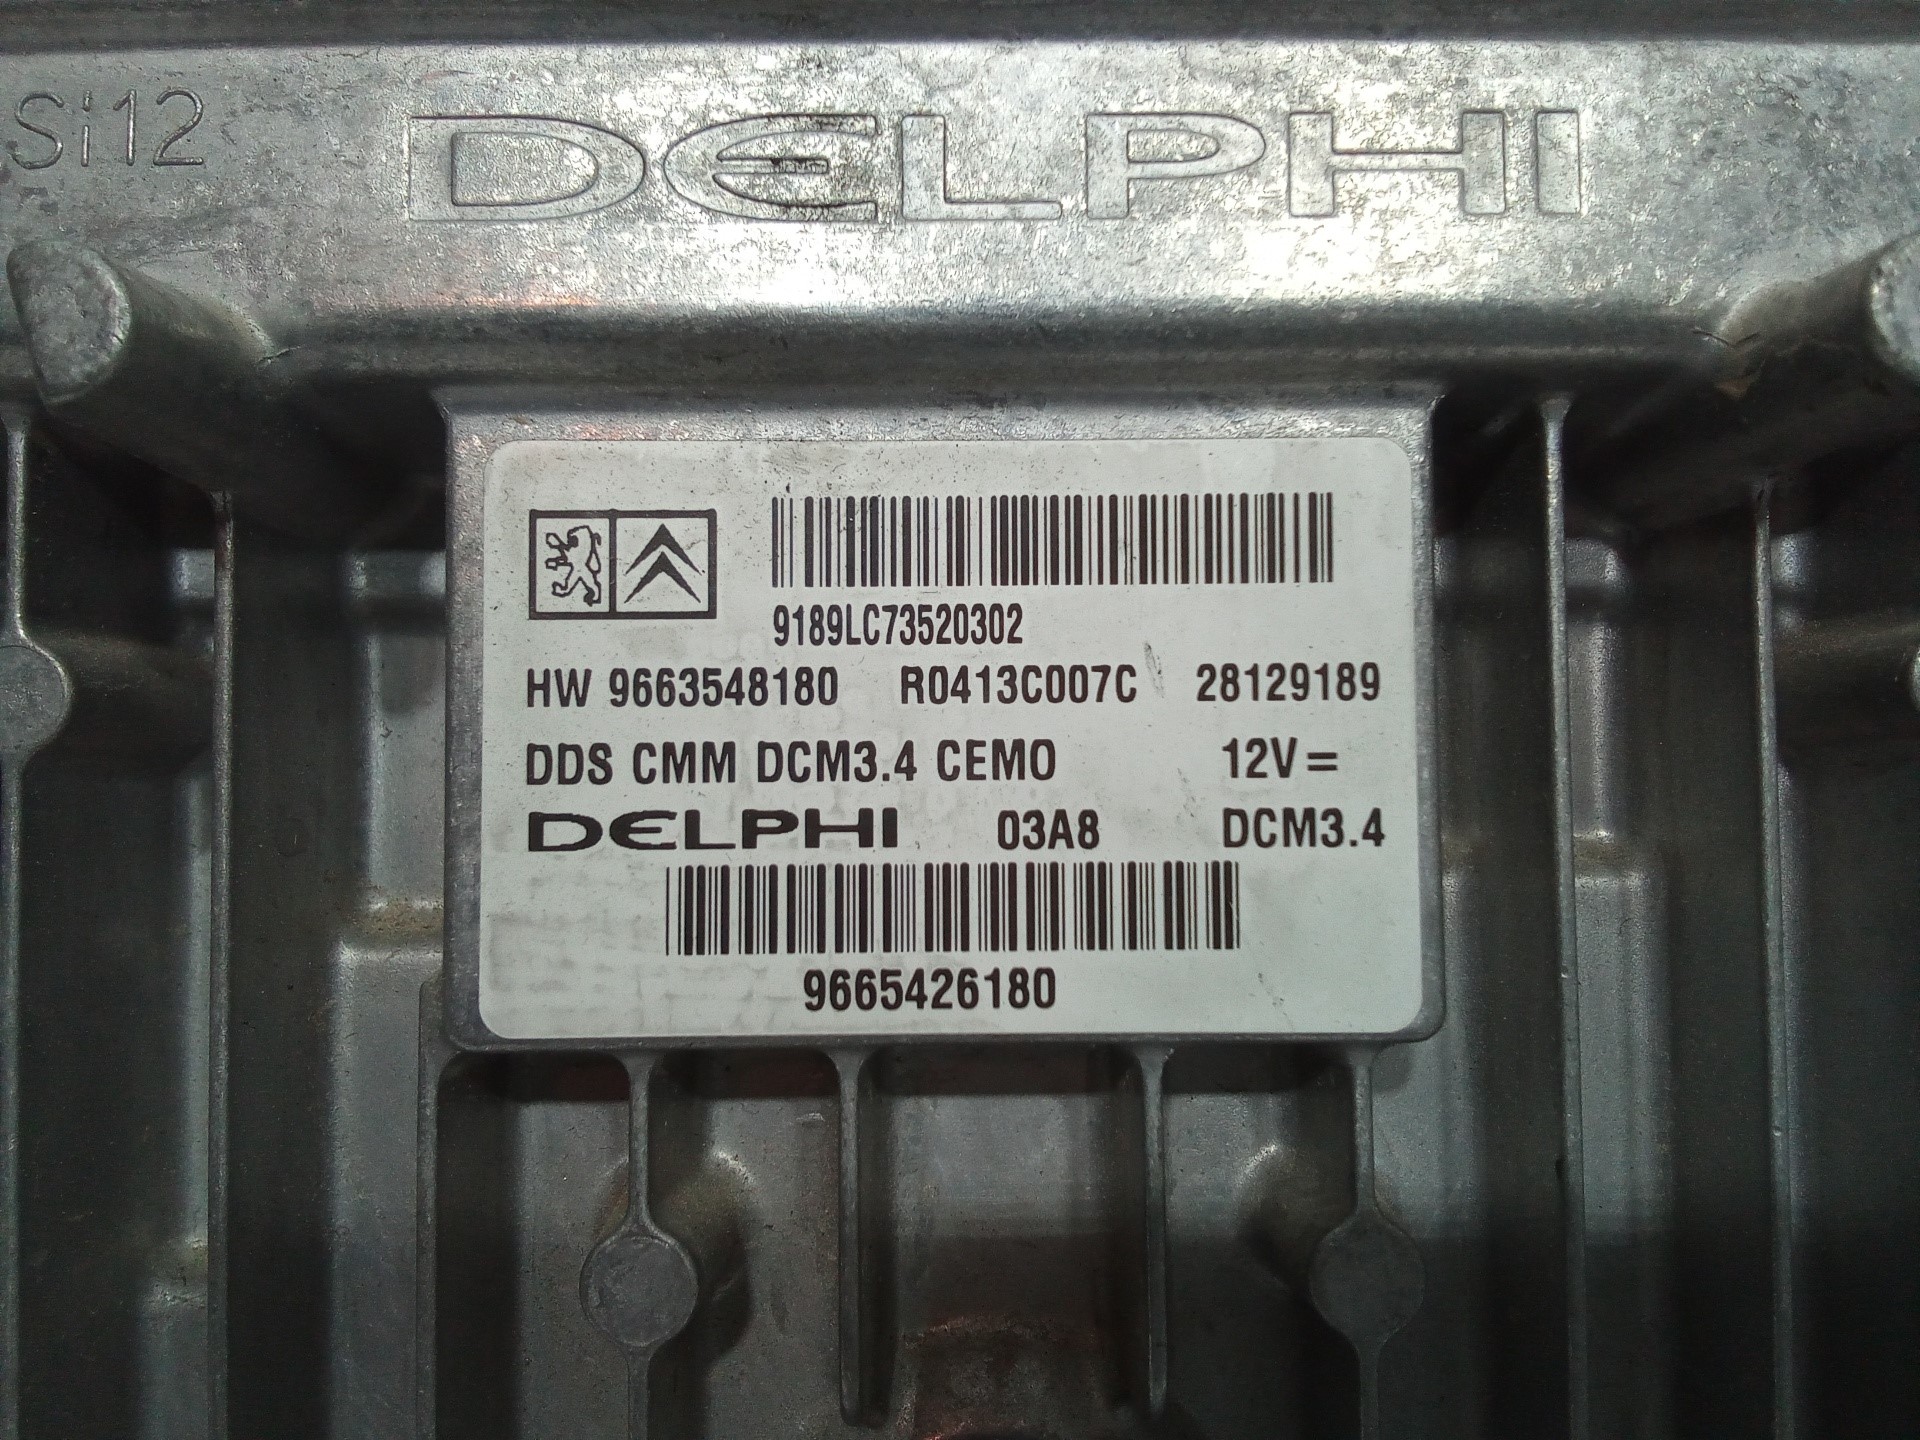 Si12
DELPHI
9189LC73520302
HW 9663548180 R0413C007C 28129189
DDS CMM DCM3.4 CEMO 12V=
DELPHI 03A8 DCM3.4
9665426180